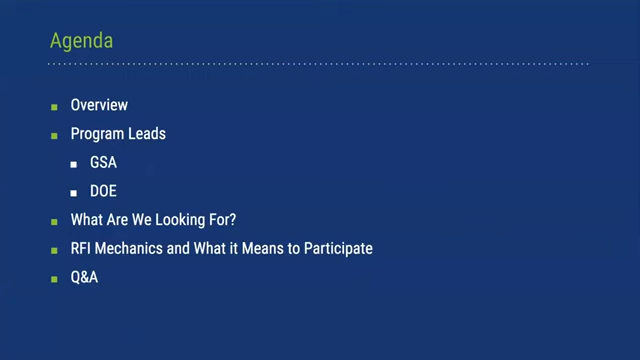 Agenda
Overview
Program Leads
GSA
DOE
What Are We Looking For?
RFI Mechanics and What it Means to Participate
Q&A